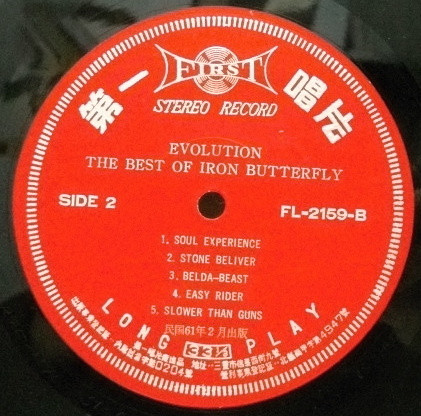 FIRST
第一唱片
STEREO RECORD
EVOLUTION
THE BEST OF IRON BUTTERFLY
SIDE 2
FL-2159-B
1. SOUL EXPERIENCE
2. STONE BELIVER
3. BELDA-BEAST
4. EASY RIDER
5. SLOWER THAN GUNS
民国61年2月出版
LONG PLAY
33⅓